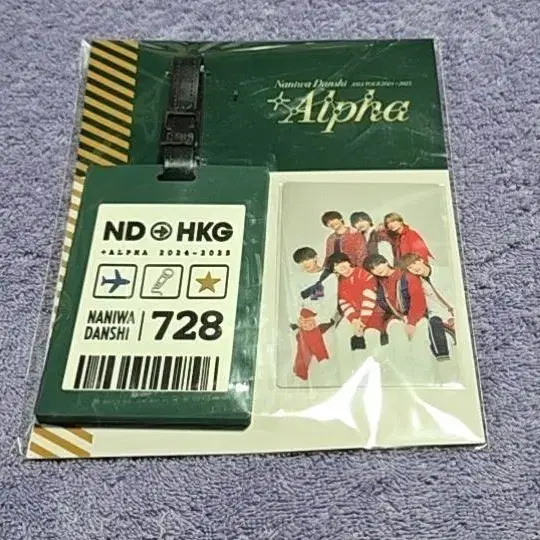 Naniwa Danshi ASIA TOUR 2024-2025
+Alpha
ND HKG
+ALPHA 2024-2025
NANIWA
DANSHI 728